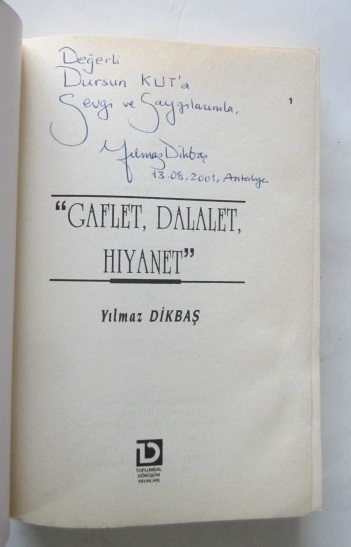 Değerli
Dursun KUT'a
Sevgi ve Saygılarımla,
Yılmaz Dikbaş
13.08.2001, Antalya
1
"GAFLET, DALALET,
HIYANET"
Yılmaz DİKBAŞ
TOPLUMSAL
DÖNÜŞÜM
YAYINLARI